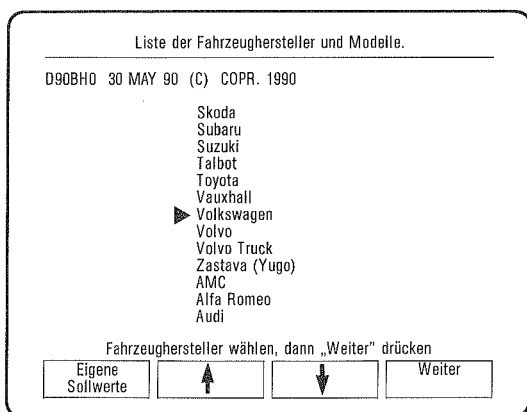 Liste der Fahrzeughersteller und Modelle.
D90BH0 30 MAY 90 (C) COPR. 1990
Skoda
Subaru
Suzuki
Talbot
Toyota
Vauxhall
Volkswagen
Volvo
Volvo Truck
Zastava (Yugo)
AMC
Alfa Romeo
Audi
Fahrzeughersteller wählen, dann „Weiter" drücken
Eigene
Sollwerte
Weiter